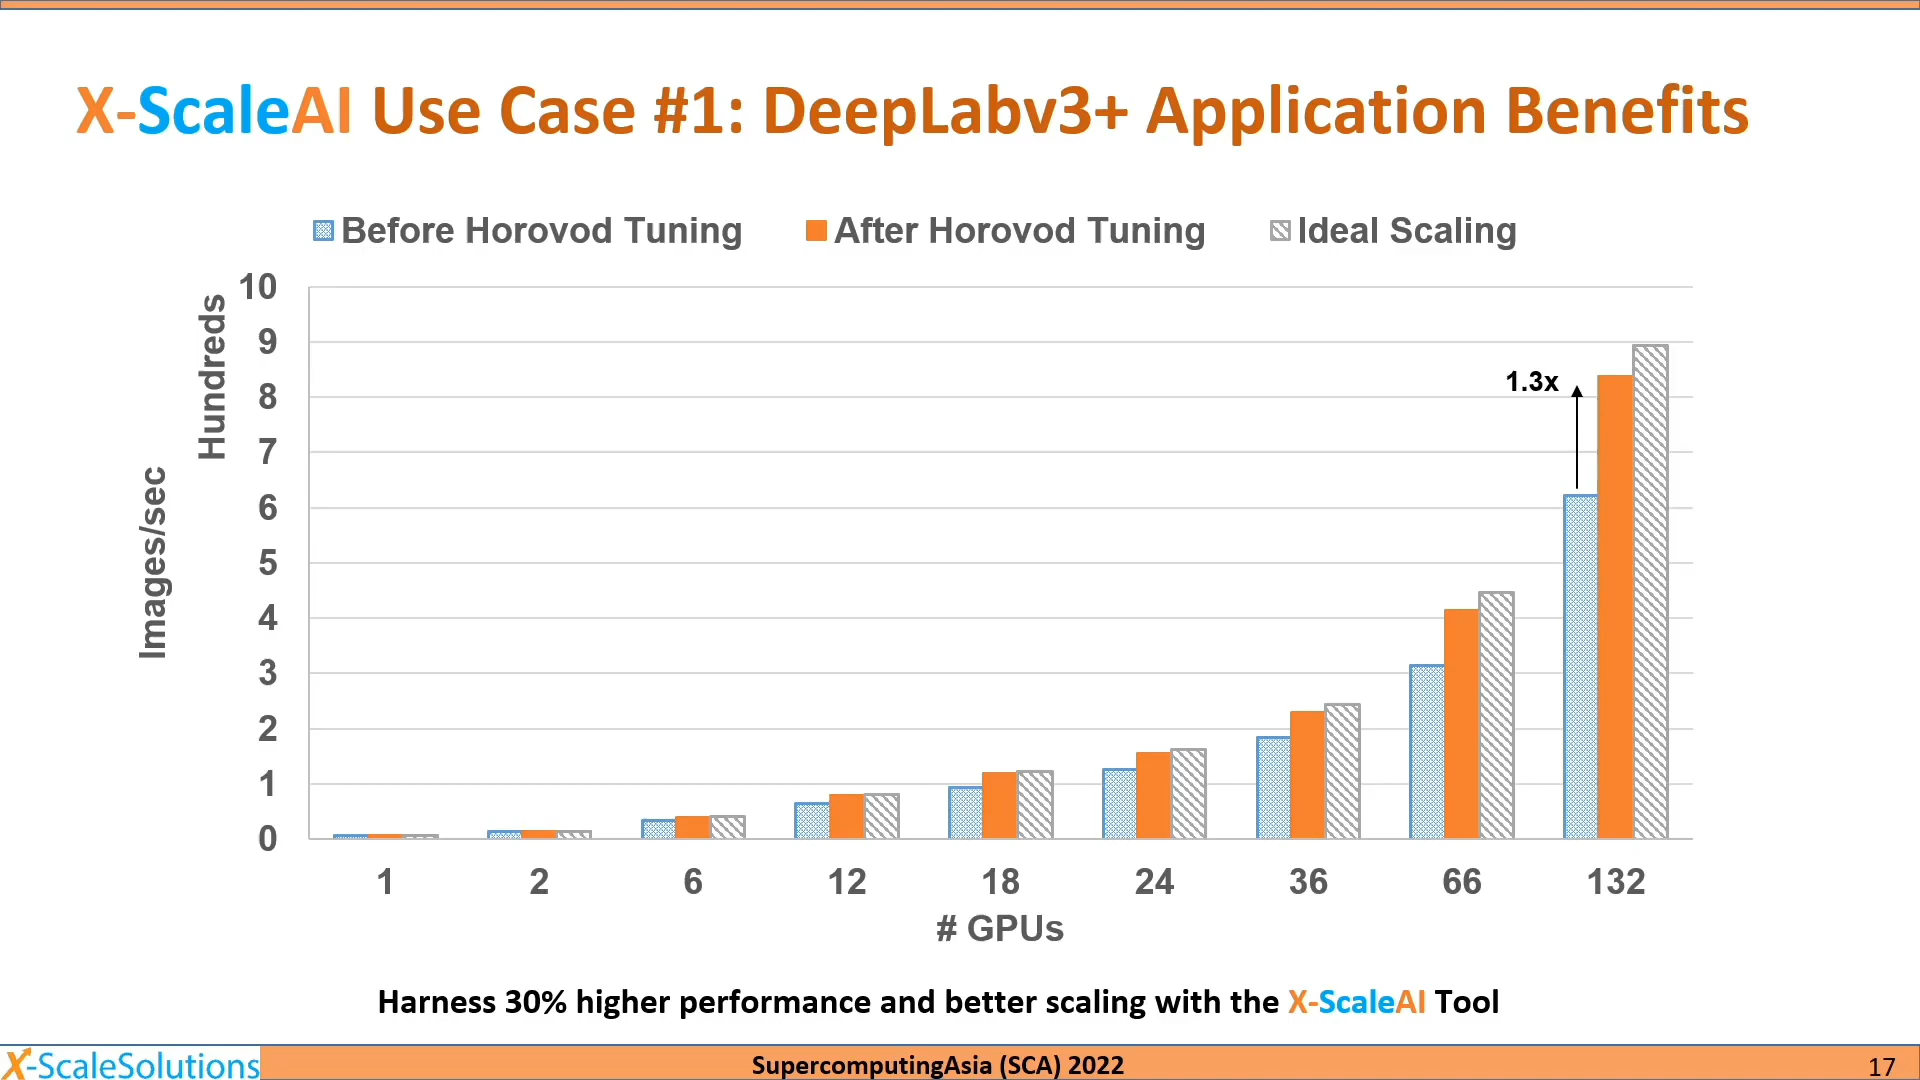 X-ScaleAI Use Case #1: DeepLabv3+ Application Benefits
Before Horovod Tuning
After Horovod Tuning
Ideal Scaling
Images/sec
Hundreds
10
9
8
7
6
5
4
3
2
1
0
1.3x
1 2 6 12 18 24 36 66 132
# GPUs
Harness 30% higher performance and better scaling with the X-ScaleAI Tool
X-ScaleSolutions
SupercomputingAsia (SCA) 2022
17